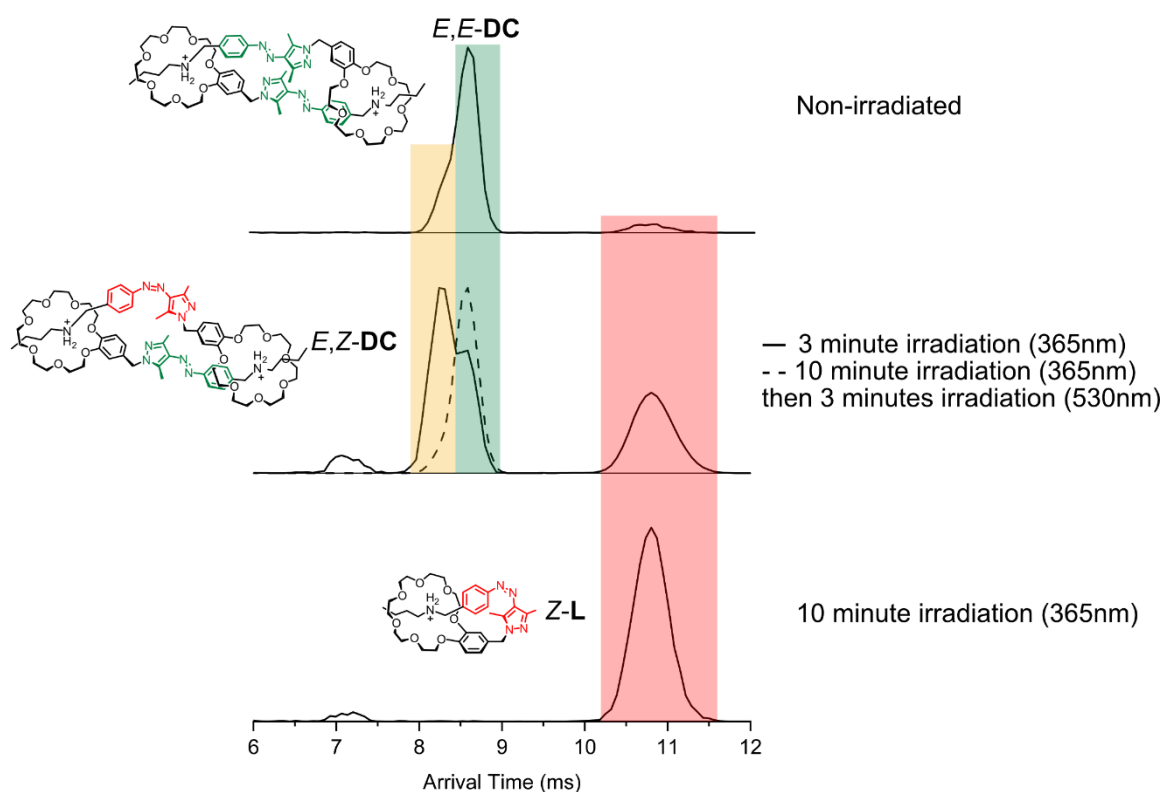 E,E-DC
Non-irradiated
E,Z-DC
3 minute irradiation (365nm)
10 minute irradiation (365nm)
then 3 minutes irradiation (530nm)
Z-L
10 minute irradiation (365nm)
6 7 8 9 10 11 12
Arrival Time (ms)